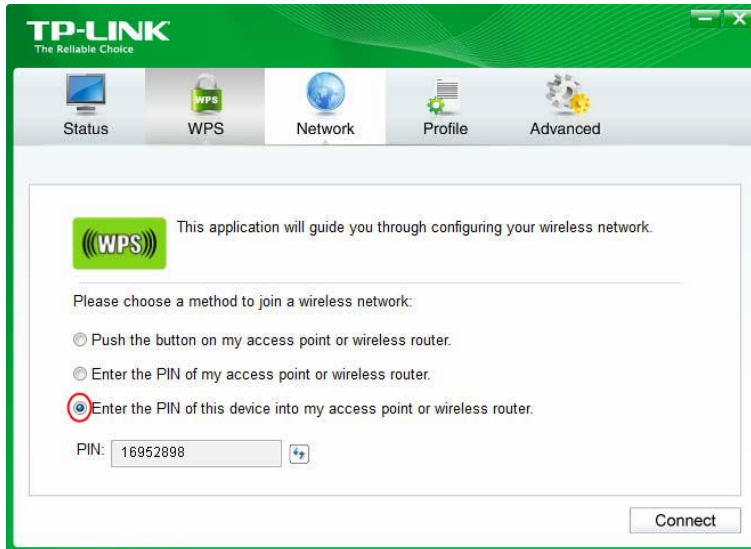 TP-LINK
The Reliable Choice
Status WPS Network Profile Advanced
WPS
(((WPS)))
This application will guide you through configuring your wireless network.
Please choose a method to join a wireless network:
Push the button on my access point or wireless router.
Enter the PIN of my access point or wireless router.
Enter the PIN of this device into my access point or wireless router.
PIN: 16952898
Connect